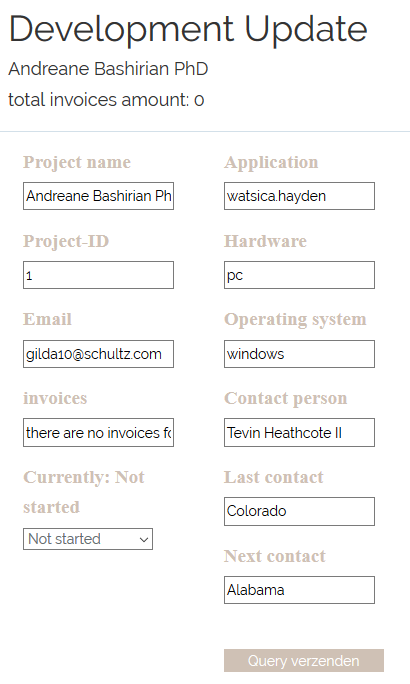 Development Update
Andreane Bashirian PhD
total invoices amount: 0
Project name
Andreane Bashirian Ph
Project-ID
1
Email
gilda10@schultz.com
invoices
there are no invoices fo
Currently: Not
started
Not started
Application
watsica.hayden
Hardware
pc
Operating system
windows
Contact person
Tevin Heathcote II
Last contact
Colorado
Next contact
Alabama
Query verzenden